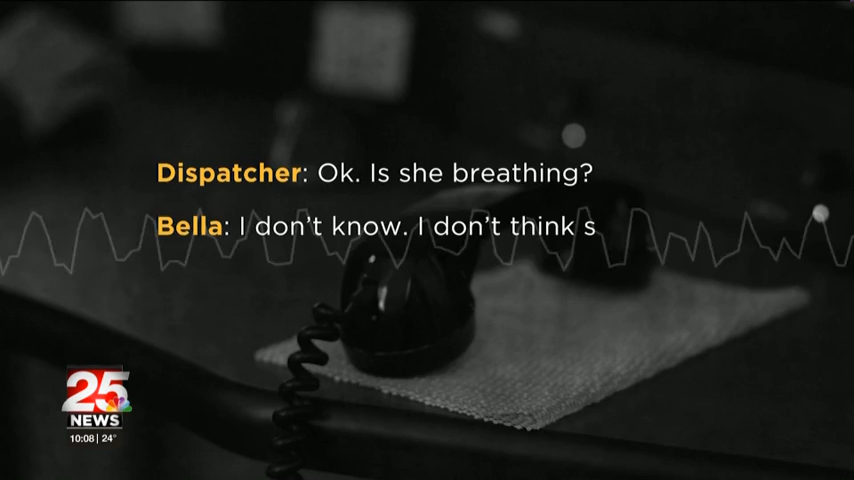 Dispatcher: Ok. Is she breathing?
Bella: I don't know. I don't think s
25
NEWS
10:08 | 24°